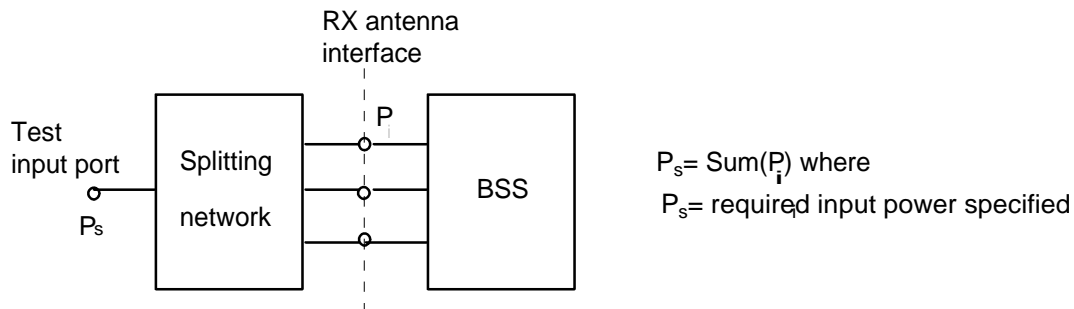 RX antenna
interface
Test
input port
Ps
Splitting
network
Pi
BSS
Ps= Sum(Pi) where
Ps= required input power specified